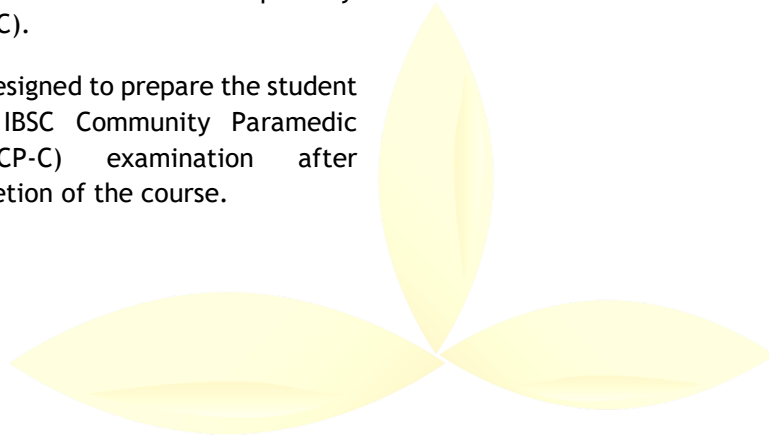 C).
esigned to prepare the student
IBSC Community Paramedic
CP-C) examination after
etion of the course.